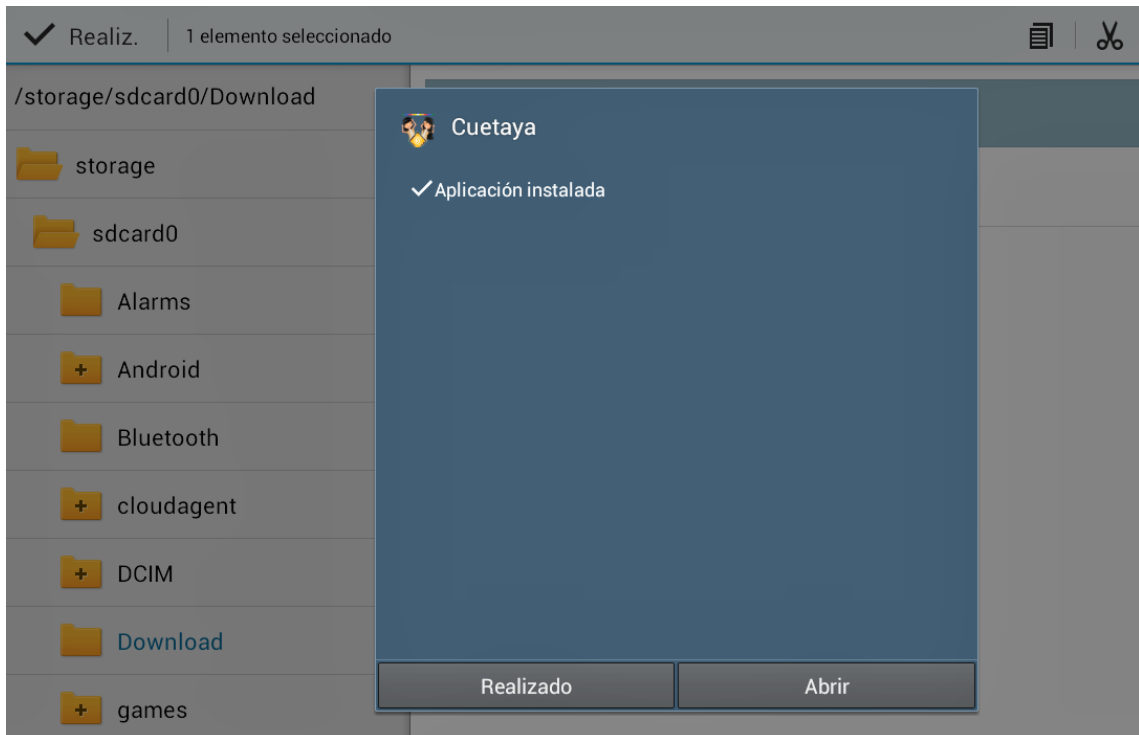 Realiz.
1 elemento seleccionado
/storage/sdcard0/Download
storage
sdcard0
Alarms
Android
Bluetooth
cloudagent
DCIM
Download
games
Cuetaya
Aplicación instalada
Realizado
Abrir